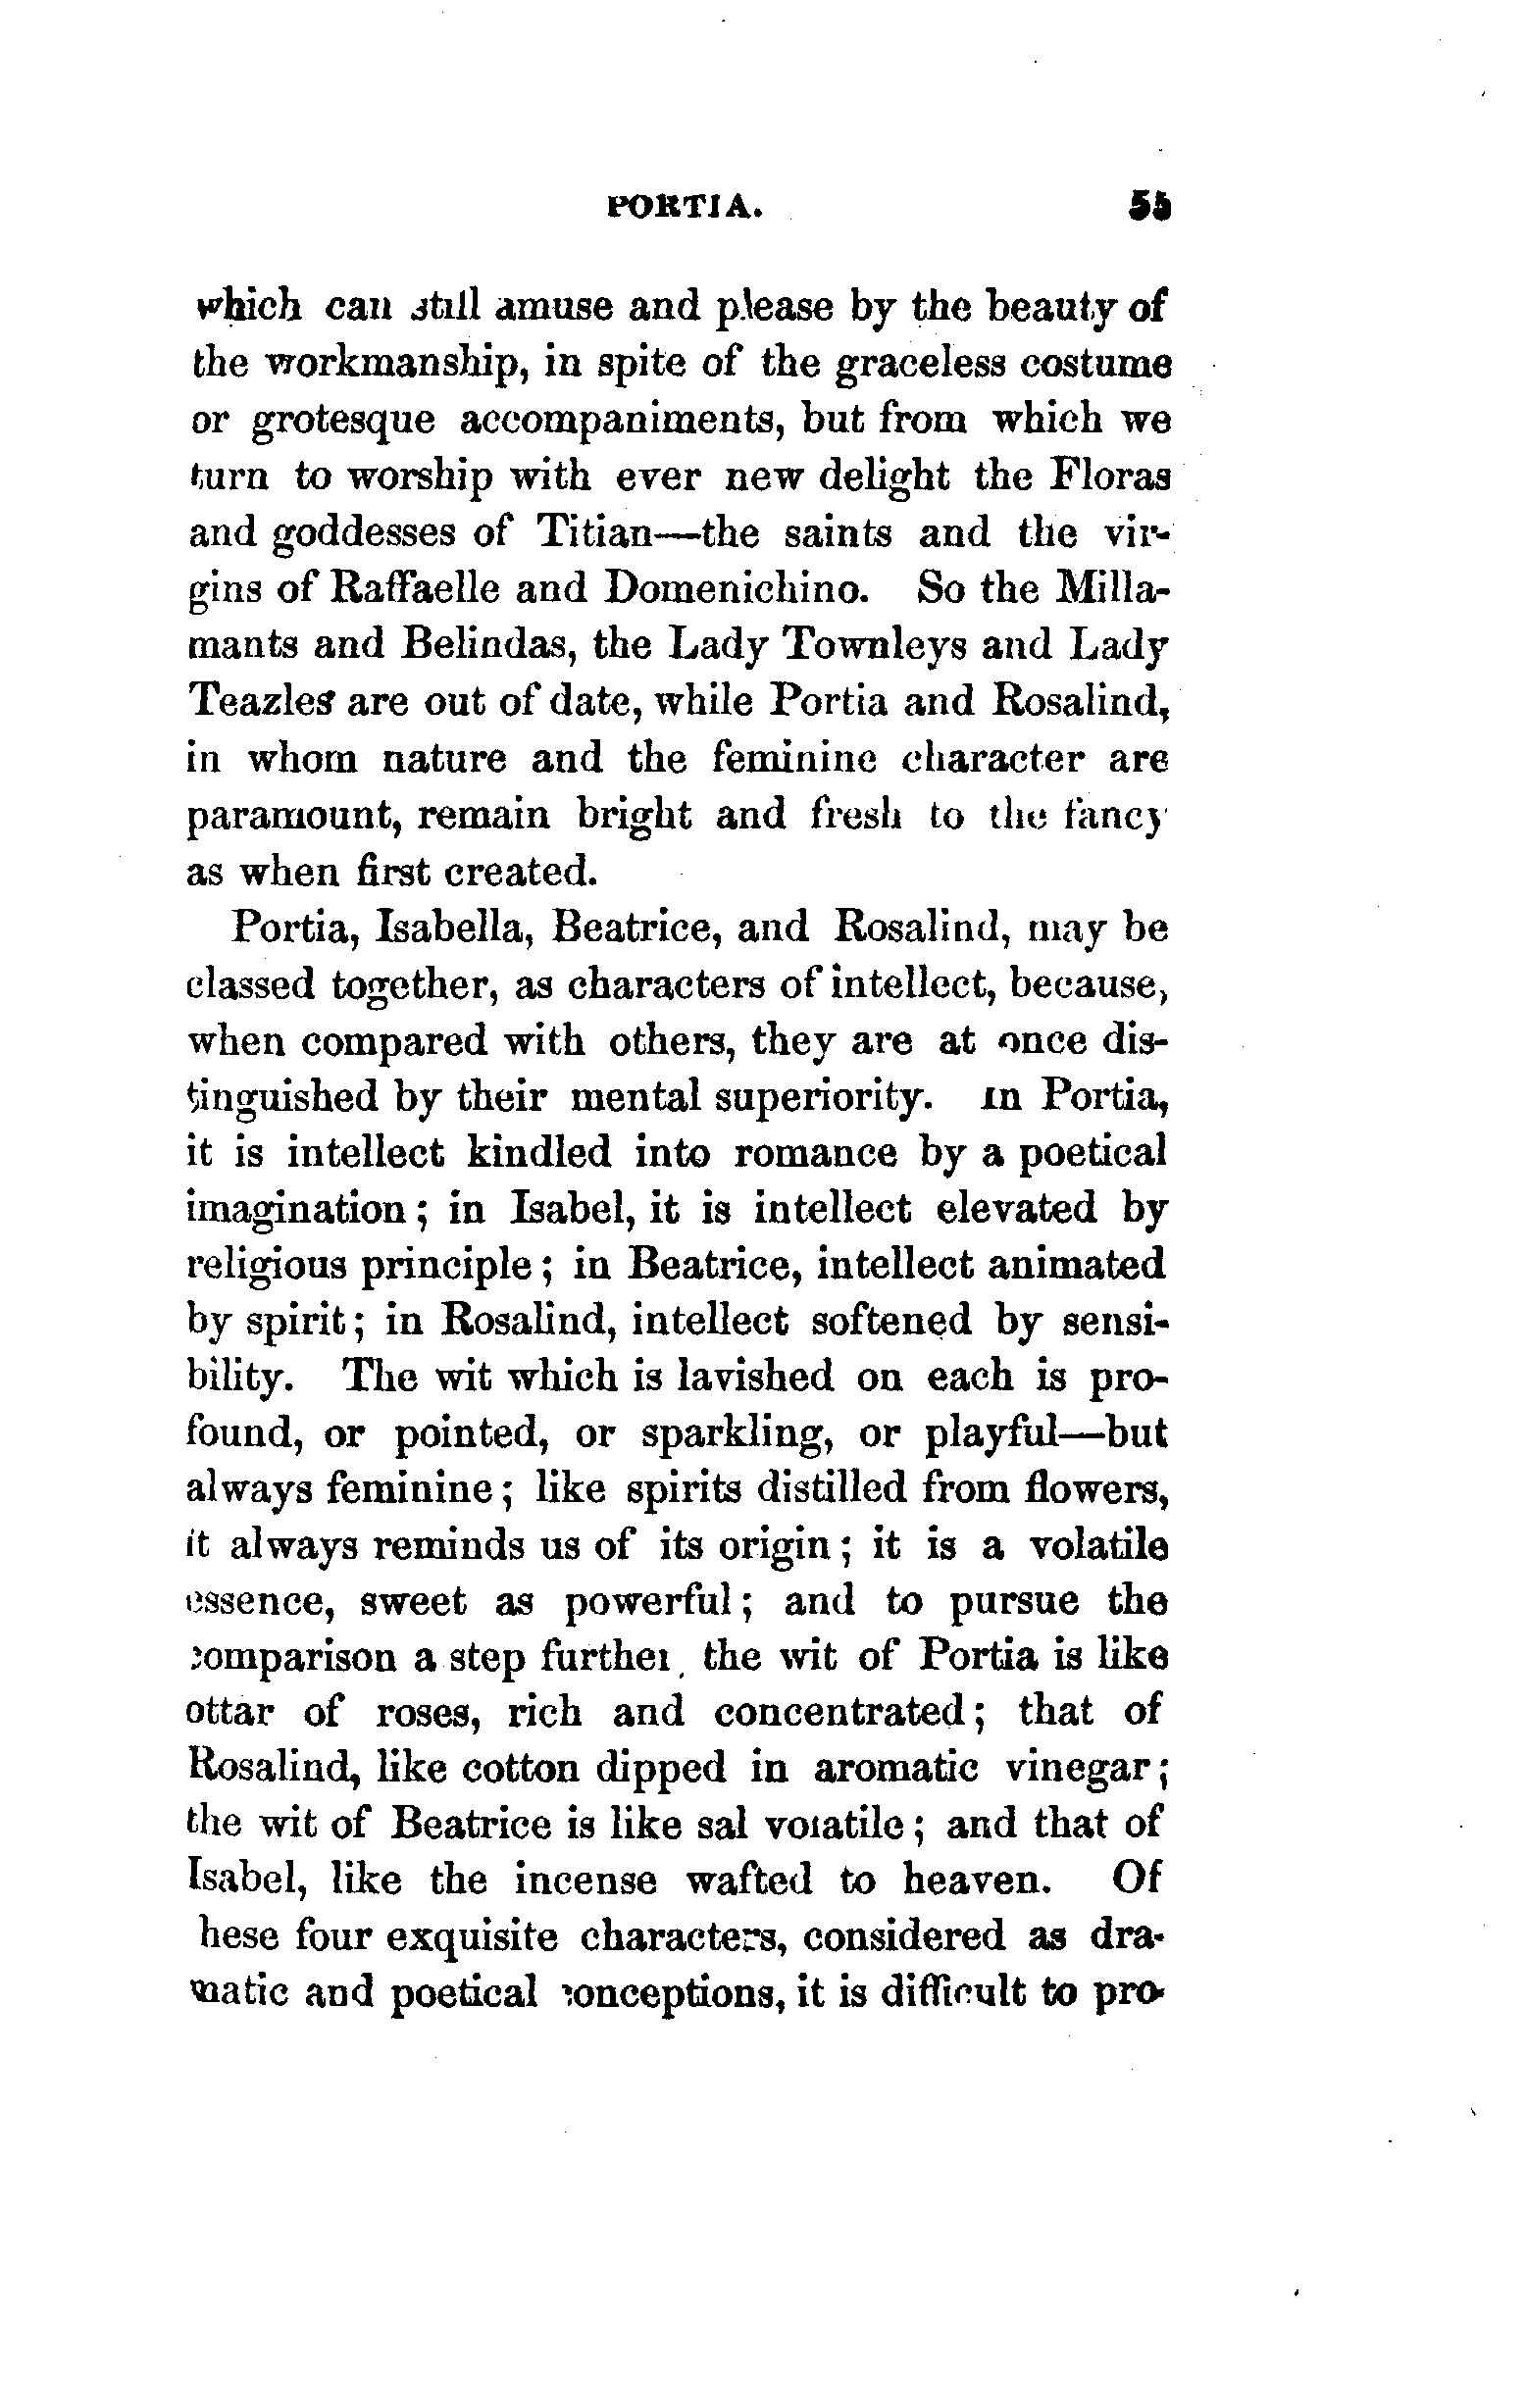 PORTIA. 55
which can still amuse and please by the beauty of
the workmanship, in spite of the graceless costume
or grotesque accompaniments, but from which we
turn to worship with ever new delight the Floras
and goddesses of Titian—the saints and the vir-
gins of Raffaelle and Domenichino. So the Milla-
mants and Belindas, the Lady Townleys and Lady
Teazles are out of date, while Portia and Rosalind,
in whom nature and the feminine character are
paramount, remain bright and fresh to the fancy
as when first created.
Portia, Isabella, Beatrice, and Rosalind, may be
classed together, as characters of intellect, because,
when compared with others, they are at once dis-
tinguished by their mental superiority. In Portia,
it is intellect kindled into romance by a poetical
imagination; in Isabel, it is intellect elevated by
religious principle; in Beatrice, intellect animated
by spirit; in Rosalind, intellect softened by sensi-
bility. The wit which is lavished on each is pro-
found, or pointed, or sparkling, or playful—but
always feminine; like spirits distilled from flowers,
it always reminds us of its origin; it is a volatile
essence, sweet as powerful; and to pursue the
comparison a step further, the wit of Portia is like
ottar of roses, rich and concentrated; that of
Rosalind, like cotton dipped in aromatic vinegar;
the wit of Beatrice is like sal volatile; and that of
Isabel, like the incense wafted to heaven. Of
hese four exquisite characters, considered as dra-
matic and poetical conceptions, it is difficult to pro-